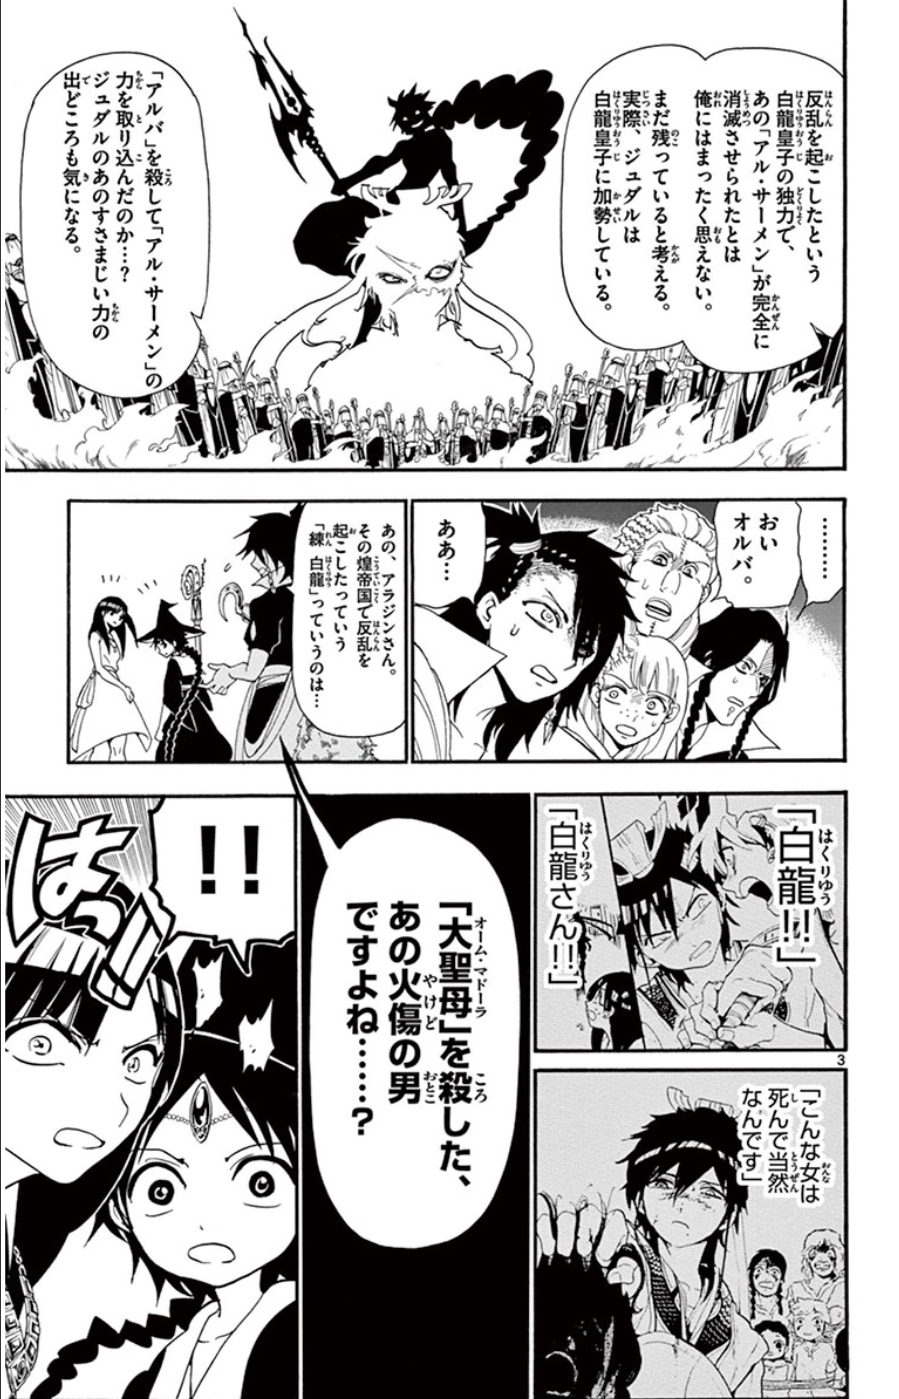 反乱を起こしたという
白龍皇子の独力で、
あの「アル・サーメン」が完全に
消滅させられたとは
俺にはまったく思えない。
まだ残っていると考える。
実際、ジュダルは
白龍皇子に加勢している。
「アルバ」を殺して「アル・サーメン」の
力を取り込んだのか…?
ジュダルのあのすさまじい力の
出どころも気になる。
………
おい
オルバ。
ああ…
あの、アラジンさん。
その煌帝国で反乱を
起こしたっていう
「練 白龍」っていうのは…
「白龍!!」
「白龍さん!!」
3
「こんな女は
死んで当然
なんです」
「大聖母」を殺した、
あの火傷の男
ですよね……?
!!
はっ!!